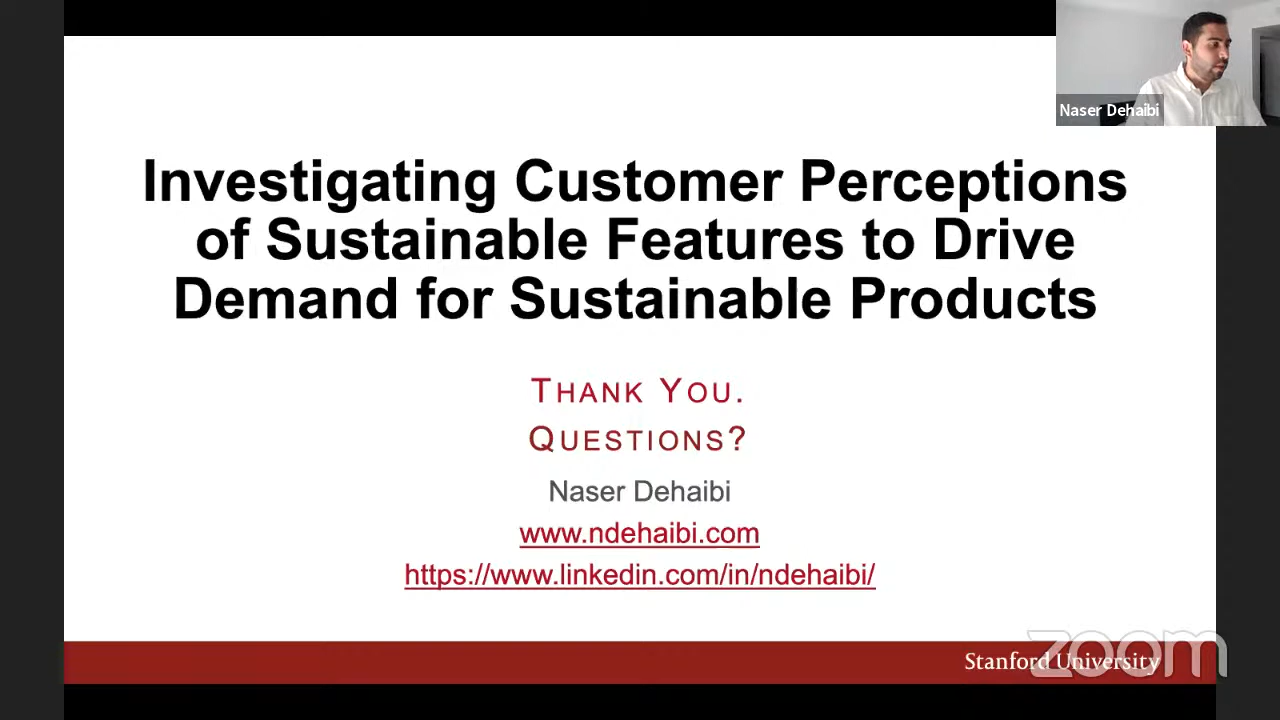 Naser Dehaibi
Investigating Customer Perceptions
of Sustainable Features to Drive
Demand for Sustainable Products
THANK YOU.
QUESTIONS?
Naser Dehaibi
www.ndehaibi.com
https://www.linkedin.com/in/ndehaibi/
Stanford University
zoom